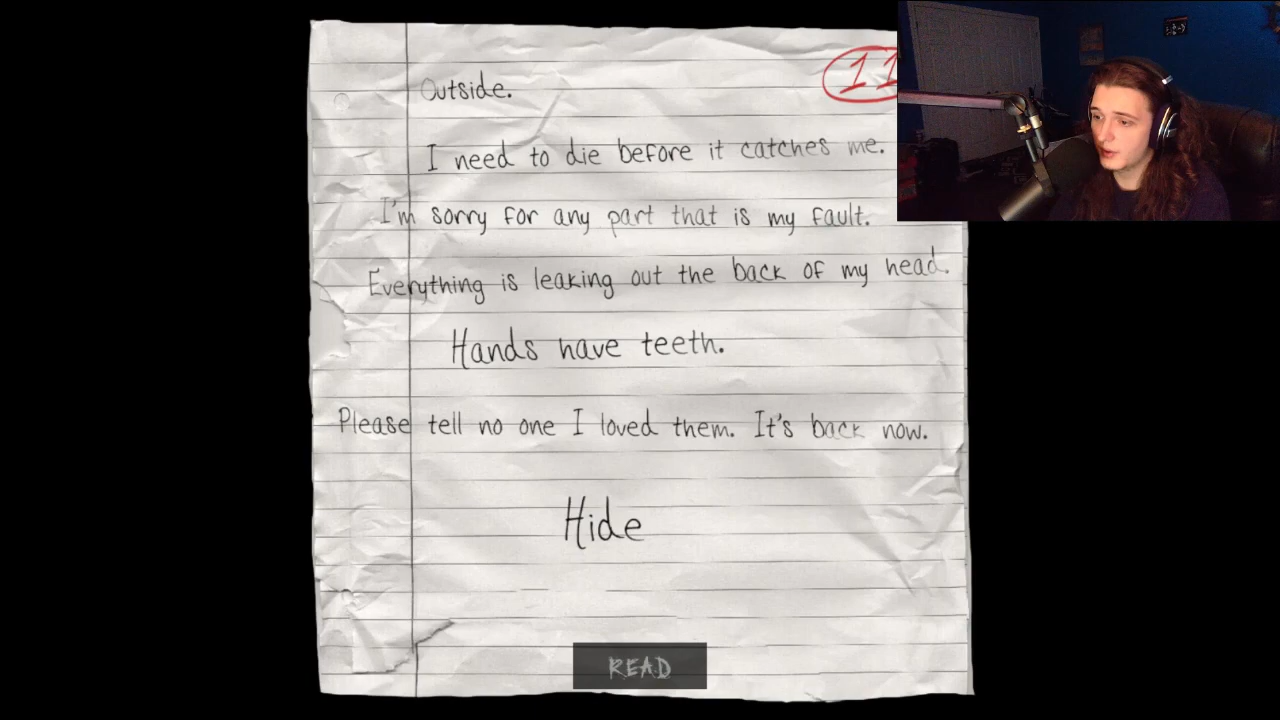 11
Outside.
I need to die before it catches me.
I'm sorry for any part that is my fault.
Everything is leaking out the back of my head.
Hands have teeth.
Please tell no one I loved them. It's back now.
Hide
READ